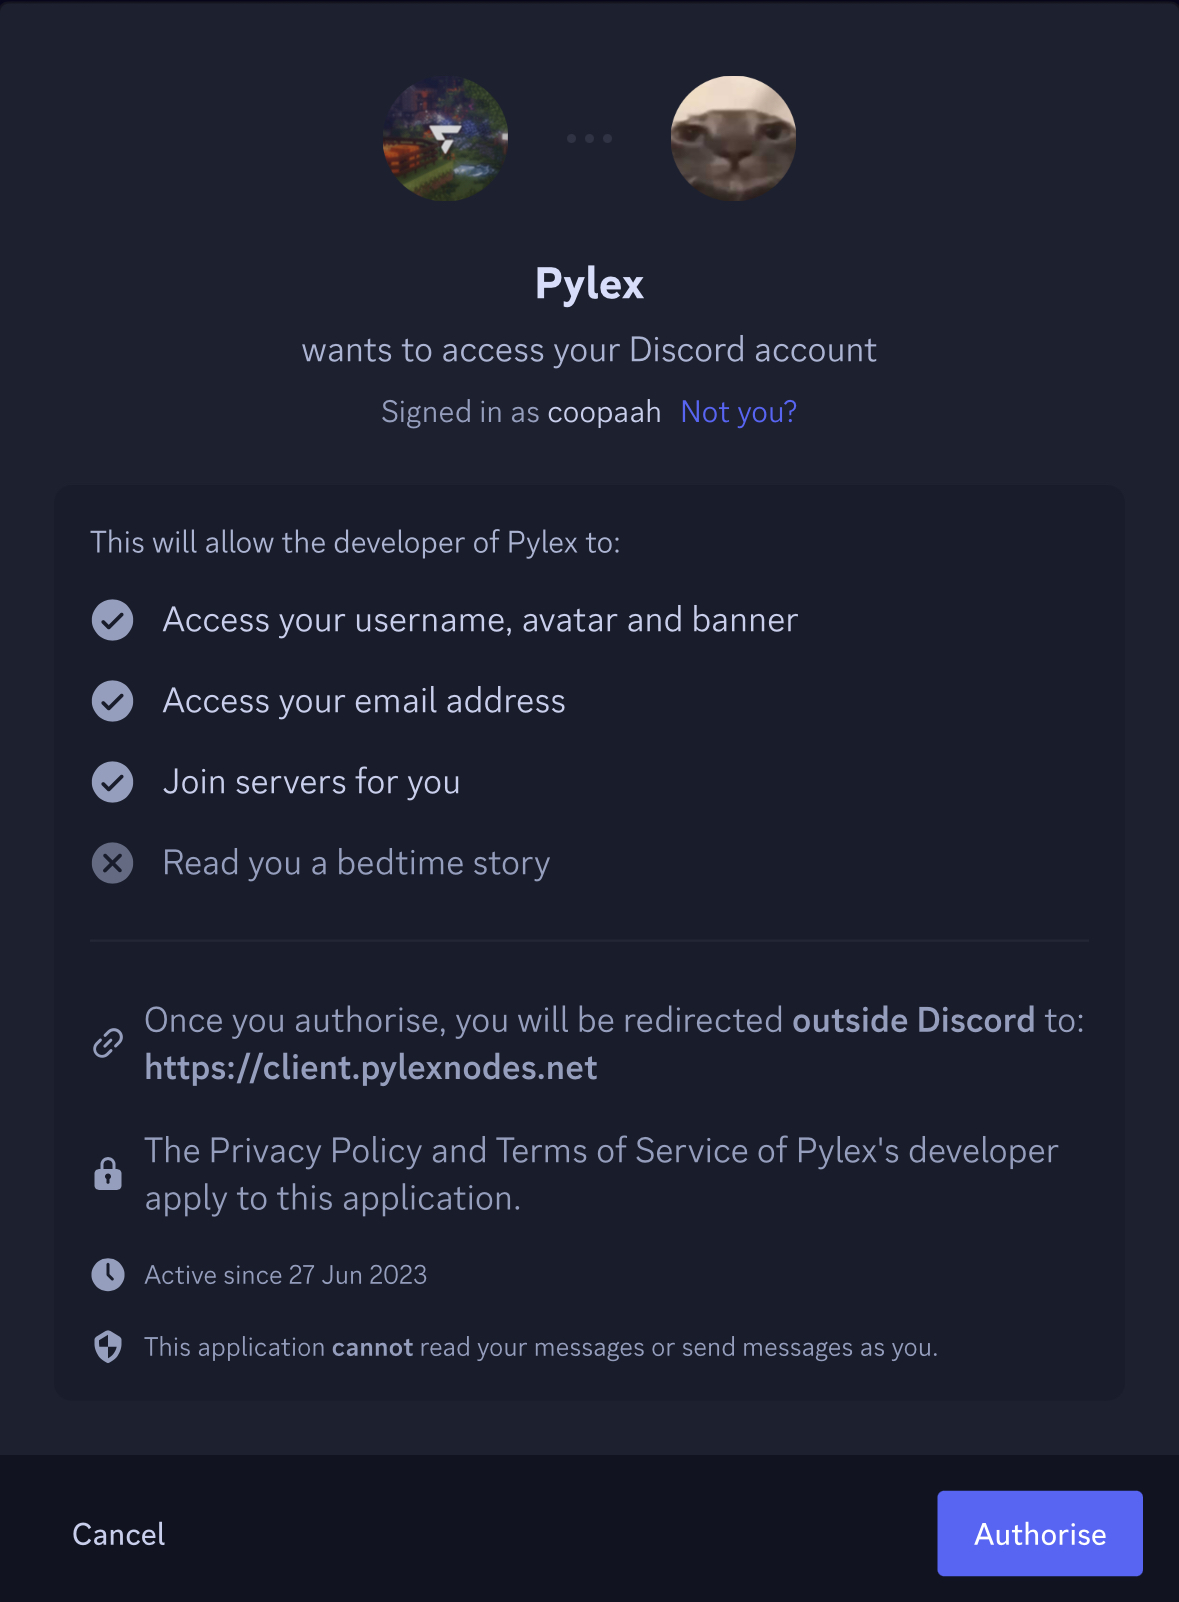 Pylex
wants to access your Discord account
Signed in as coopaah Not you?
This will allow the developer of Pylex to:
Access your username, avatar and banner
Access your email address
Join servers for you
Read you a bedtime story
Once you authorise, you will be redirected outside Discord to:
https://client.pylexnodes.net
The Privacy Policy and Terms of Service of Pylex's developer
apply to this application.
Active since 27 Jun 2023
This application cannot read your messages or send messages as you.
Cancel
Authorise